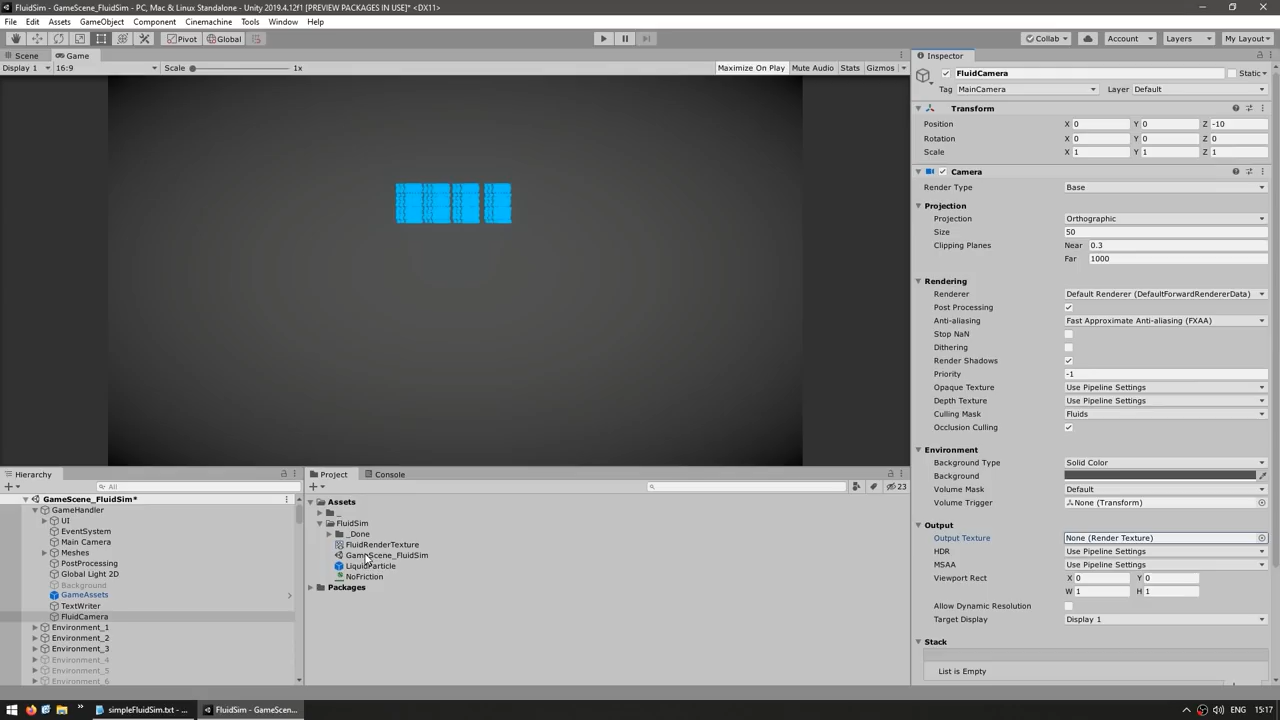 FluidSim - GameScene_FluidSim - PC, Mac & Linux Standalone - Unity 2019.4.12f1 [PREVIEW PACKAGES IN USE]* <DX11>
File Edit Assets GameObject Component Cinemachine Tools Window Help
Pivot Global Collab Account Layers My Layout
Scene Game Inspector
Display 1 16:9 Scale 1x Maximize On Play Mute Audio Stats Gizmos
FluidCamera Static
Tag MainCamera Layer Default
Transform
Position X 0 Y 0 Z -10
Rotation X 0 Y 0 Z 0
Scale X 1 Y 1 Z 1
Camera
Render Type Base
Projection
Projection Orthographic
Size 50
Clipping Planes Near 0.3
Far 1000
Rendering
Renderer Default Renderer (DefaultForwardRendererData)
Post Processing
Anti-aliasing Fast Approximate Anti-aliasing (FXAA)
Stop NaN
Dithering
Render Shadows
Priority -1
Opaque Texture Use Pipeline Settings
Depth Texture Use Pipeline Settings
Culling Mask Fluids
Occlusion Culling
Environment
Background Type Solid Color
Background
Volume Mask Default
Volume Trigger None (Transform)
Output
Output Texture None (Render Texture)
HDR Use Pipeline Settings
MSAA Use Pipeline Settings
Viewport Rect X 0 Y 0
W 1 H 1
Allow Dynamic Resolution
Target Display Display 1
Stack
List is Empty
Hierarchy
All
GameScene_FluidSim*
GameHandler
UI
EventSystem
Main Camera
Meshes
PostProcessing
Global Light 2D
Background
GameAssets
TextWriter
FluidCamera
Environment_1
Environment_2
Environment_3
Environment_4
Environment_5
Environment_6
Project Console
23
Assets
_
FluidSim
_Done
FluidRenderTexture
GameScene_FluidSim
LiquidParticle
NoFriction
Packages
simpleFluidSim.txt - ... FluidSim - GameScen... ENG 15:17